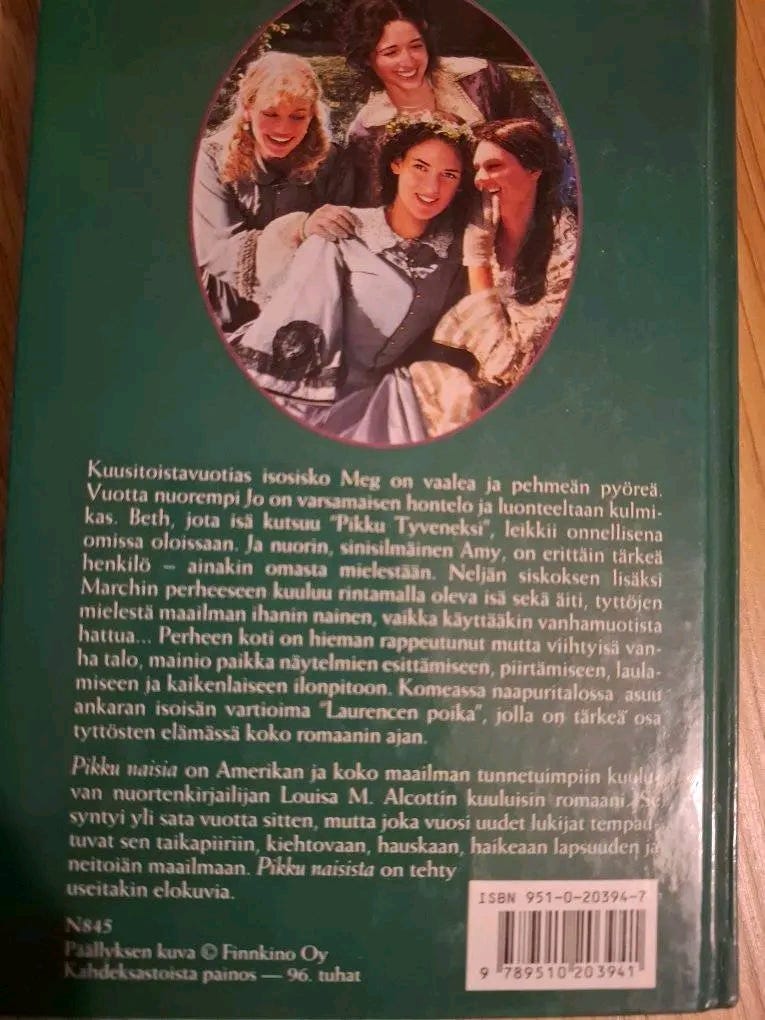 Kuusitoistavuotias isosisko Meg on vaalea ja pehmeän pyöreä.
Vuotta nuorempi Jo on varsamaisen hontelo ja luonteeltaan kulmi-
kas. Beth, jota isä kutsuu "Pikku Tyveneksi", leikkii onnellisena
omissa oloissaan. Ja nuorin, sinisilmäinen Amy, on erittäin tärkeä
henkilö – ainakin omasta mielestään. Neljän siskoksen lisäksi
Marchin perheeseen kuuluu rintamalla oleva isä sekä äiti, tyttöjen
mielestä maailman ihanin nainen, vaikka käyttääkin vanhamuotista
hattua... Perheen koti on hieman rappeutunut mutta viihtyisä van-
ha talo, mainio paikka näytelmien esittämiseen, piirtämiseen, laula-
miseen ja kaikenlaiseen ilonpitoon. Komeassa naapuritalossa asuu
ankaran isoisän vartioima "Laurencen poika", jolla on tärkeä osa
tyttösten elämässä koko romaanin ajan.
Pikku naisia on Amerikan ja koko maailman tunnetuimpiin kuulu-
van nuortenkirjailijan Louisa M. Alcottin kuuluisin romaani. Se
syntyi yli sata vuotta sitten, mutta joka vuosi uudet lukijat tempau-
tuvat sen taikapiiriin, kiehtovaan, hauskaan, haikeaan lapsuuden ja
neitoiän maailmaan. Pikku naisista on tehty
useitakin elokuvia.
N845
Päällyksen kuva © Finnkino Oy
Kahdeksastoista painos — 96. tuhat
ISBN 951-0-20394-7
9 789510 203941